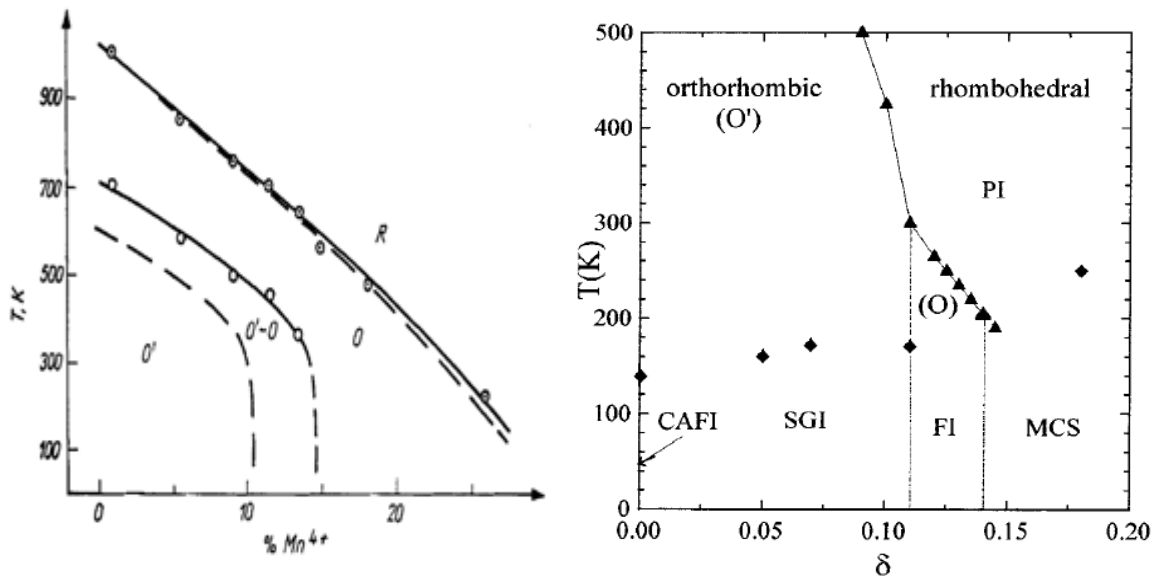 900
700
500
300
100
T, K
R
O'
O'-O
O
0
10
20
% Mn4+
500
400
300
200
100
0
T(K)
orthorhombic
(O')
rhombohedral
PI
(O)
CAFI
SGI
FI
MCS
0.00
0.05
0.10
0.15
0.20
δ